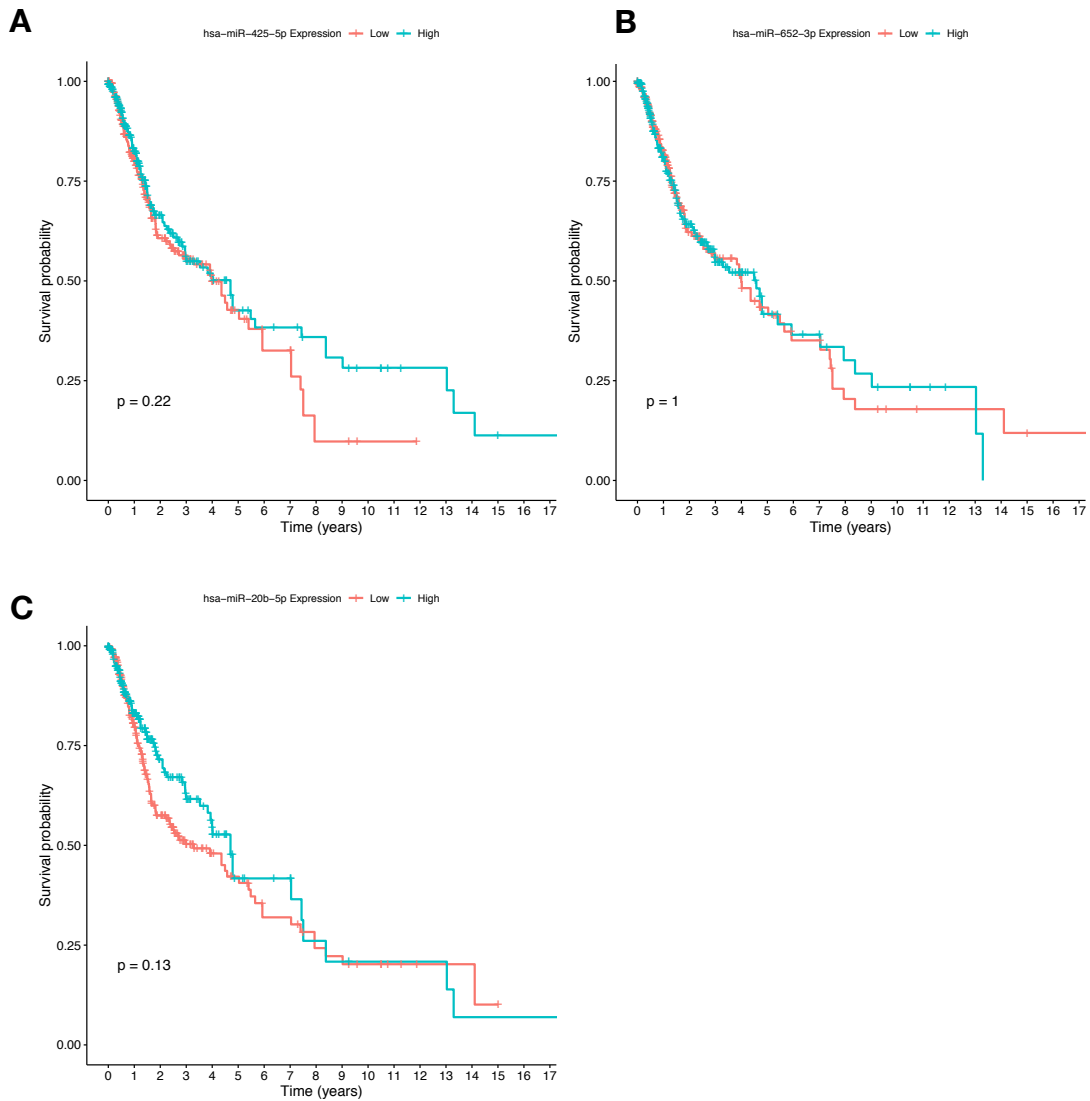 A
hsa−miR−425−5p Expression Low High
Survival probability
1.00
0.75
0.50
0.25
0.00
p = 0.22
0 1 2 3 4 5 6 7 8 9 10 11 12 13 14 15 16 17
Time (years)
B
hsa−miR−652−3p Expression Low High
Survival probability
1.00
0.75
0.50
0.25
0.00
p = 1
0 1 2 3 4 5 6 7 8 9 10 11 12 13 14 15 16 17
Time (years)
C
hsa−miR−20b−5p Expression Low High
Survival probability
1.00
0.75
0.50
0.25
0.00
p = 0.13
0 1 2 3 4 5 6 7 8 9 10 11 12 13 14 15 16 17
Time (years)